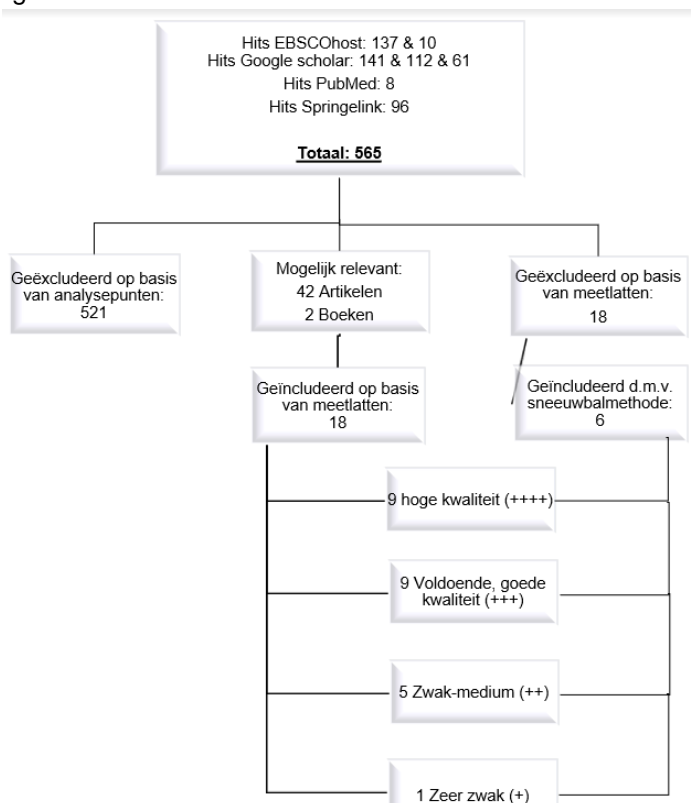 Hits EBSCOhost: 137 & 10
Hits Google scholar: 141 & 112 & 61
Hits PubMed: 8
Hits Springelink: 96
Totaal: 565
Geëxcludeerd op basis
van analysepunten:
521
Mogelijk relevant:
42 Artikelen
2 Boeken
Geëxcludeerd op basis
van meetlatten:
18
Geïncludeerd op basis
van meetlatten:
18
Geïncludeerd d.m.v.
sneeuwbalmethode:
6
9 hoge kwaliteit (++++)
9 Voldoende, goede
kwaliteit (+++)
5 Zwak-medium (++)
1 Zeer zwak (+)